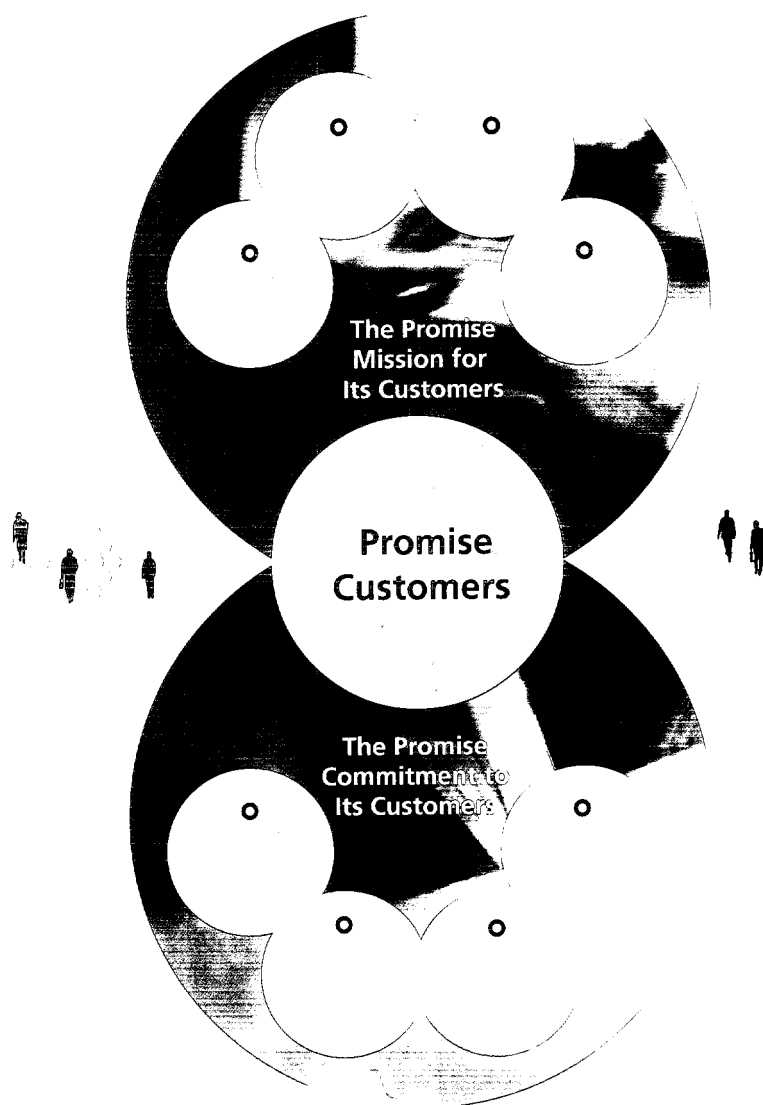 The Promise
Mission for
Its Customers
Promise
Customers
The Promise
Commitment to
Its Customers